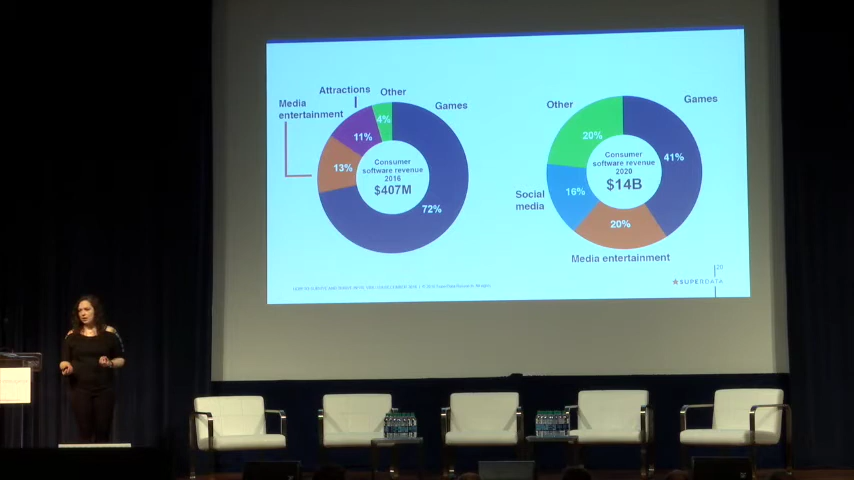 Attractions
Other
Games
Media
entertainment
4%
11%
13%
72%
Consumer
software revenue
2016
$407M
Games
Other
20%
41%
16%
20%
Consumer
software revenue
2020
$14B
Social
media
Media entertainment
20
SUPERDATA